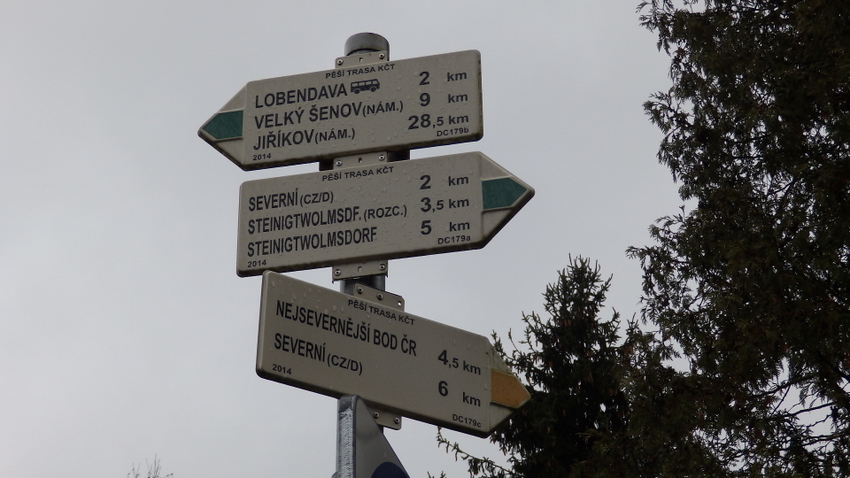 PĚŠÍ TRASA KČT
LOBENDAVA 2 km
VELKÝ ŠENOV (NÁM.) 9 km
JIŘÍKOV (NÁM.) 28,5 km
2014 DC179b
PĚŠÍ TRASA KČT
SEVERNÍ (CZ/D) 2 km
STEINIGTWOLMSDF. (ROZC.) 3,5 km
STEINIGTWOLMSDORF 5 km
2014 DC179a
PĚŠÍ TRASA KČT
NEJSEVERNĚJŠÍ BOD ČR 4,5 km
SEVERNÍ (CZ/D) 6 km
2014 DC179c